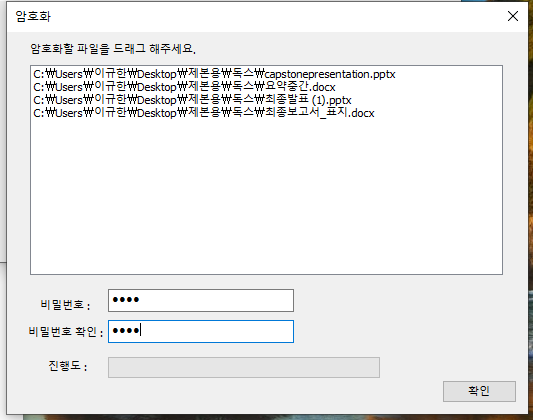 암호화
암호화할 파일을 드래그 해주세요.
C:₩Users₩이규한₩Desktop₩제본용₩독스₩capstonepresentation.pptx
C:₩Users₩이규한₩Desktop₩제본용₩독스₩요약중간.docx
C:₩Users₩이규한₩Desktop₩제본용₩독스₩최종발표 (1).pptx
C:₩Users₩이규한₩Desktop₩제본용₩독스₩최종보고서_표지.docx
비밀번호 : ●●●●
비밀번호 확인 : ●●●●
진행도 :
확인